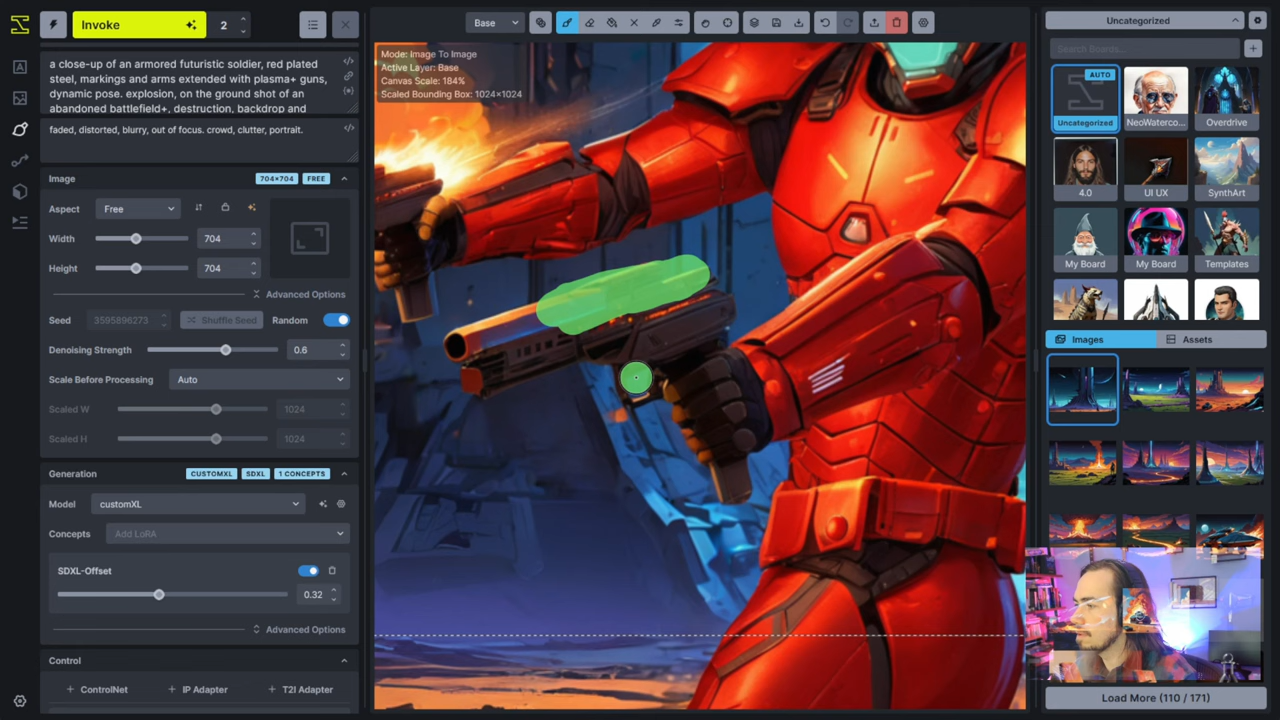 Invoke
2
a close-up of an armored futuristic soldier, red plated
steel, markings and arms extended with plasma+ guns,
dynamic pose. explosion, on the ground shot of an
abandoned battlefield+, destruction, backdrop and
faded, distorted, blurry, out of focus. crowd, clutter, portrait.
Image
704×704
FREE
Aspect
Free
Width
704
Height
704
Advanced Options
Seed
3595896273
Shuffle Seed
Random
Denoising Strength
0.6
Scale Before Processing
Auto
Scaled W
1024
Scaled H
1024
Generation
CUSTOMXL
SDXL
1 CONCEPTS
Model
customXL
Concepts
Add LoRA
SDXL-Offset
0.32
Advanced Options
Control
+ ControlNet
+ IP Adapter
+ T2I Adapter
Base
Mode: Image To Image
Active Layer: Base
Canvas Scale: 184%
Scaled Bounding Box: 1024×1024
Uncategorized
Search Boards...
AUTO
Uncategorized
NeoWaterco...
Overdrive
4.0
UI UX
SynthArt
My Board
My Board
Templates
Images
Assets
Load More (110 / 171)